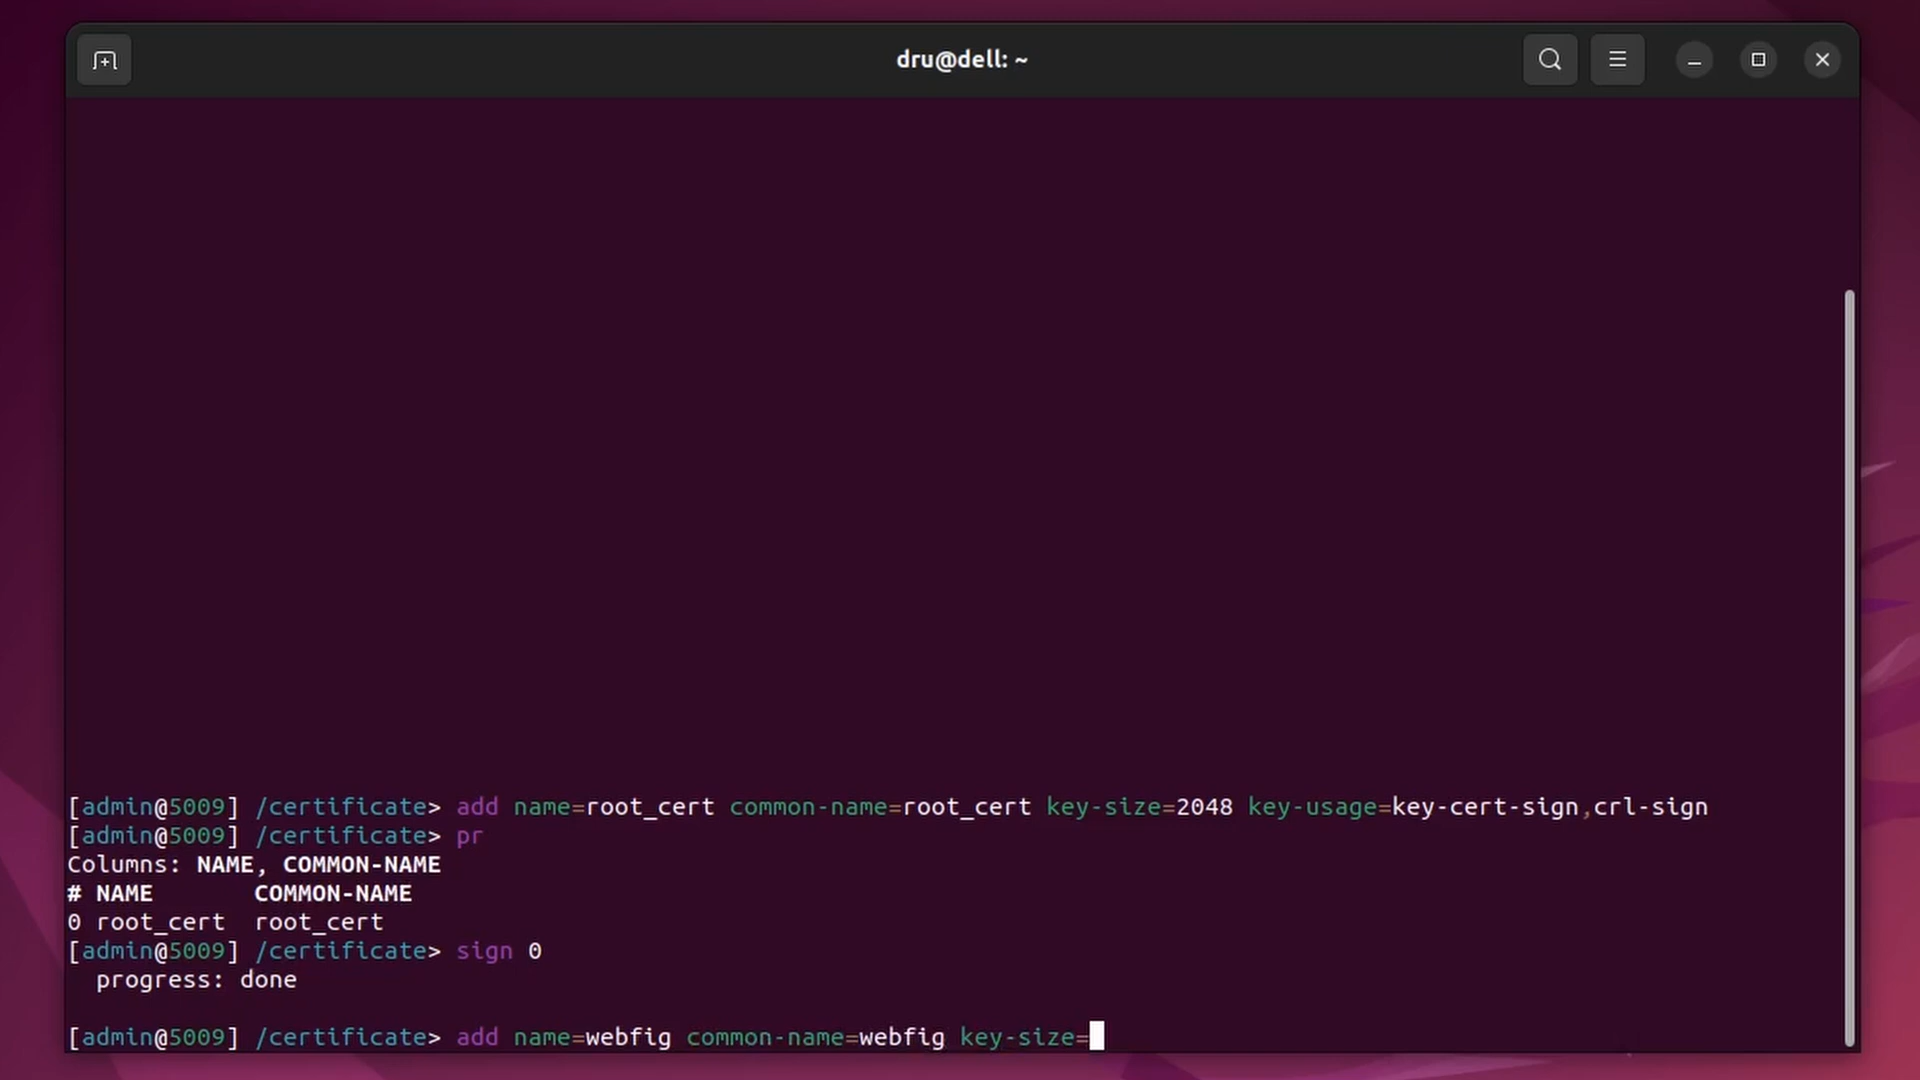 dru@dell: ~
[admin@5009] /certificate> add name=root_cert common-name=root_cert key-size=2048 key-usage=key-cert-sign,crl-sign
[admin@5009] /certificate> pr
Columns: NAME, COMMON-NAME
# NAME       COMMON-NAME
0 root_cert  root_cert
[admin@5009] /certificate> sign 0
  progress: done
[admin@5009] /certificate> add name=webfig common-name=webfig key-size=